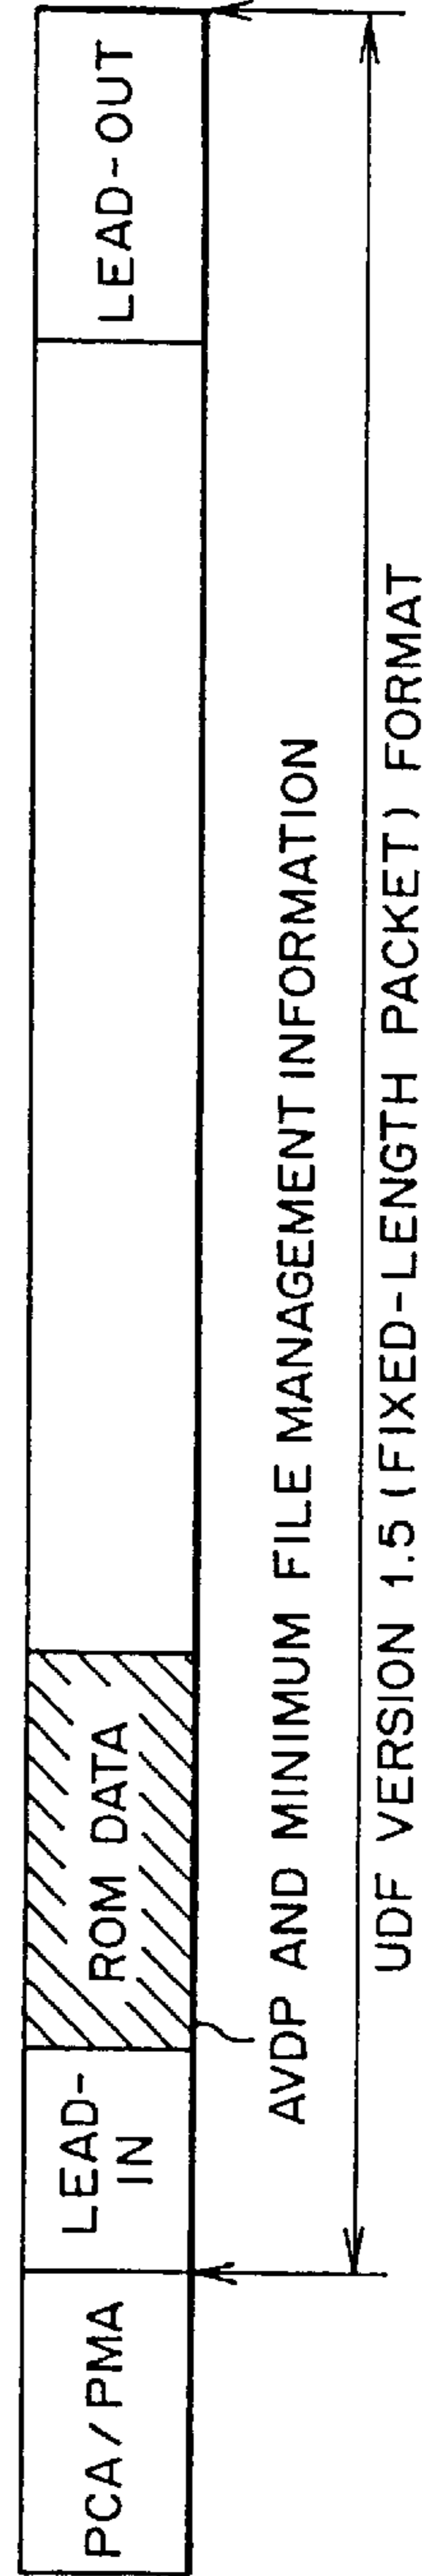 PCA/PMA
LEAD-
IN
ROM DATA
LEAD-OUT
AVDP AND MINIMUM FILE MANAGEMENT INFORMATION
UDF VERSION 1.5 (FIXED-LENGTH PACKET) FORMAT